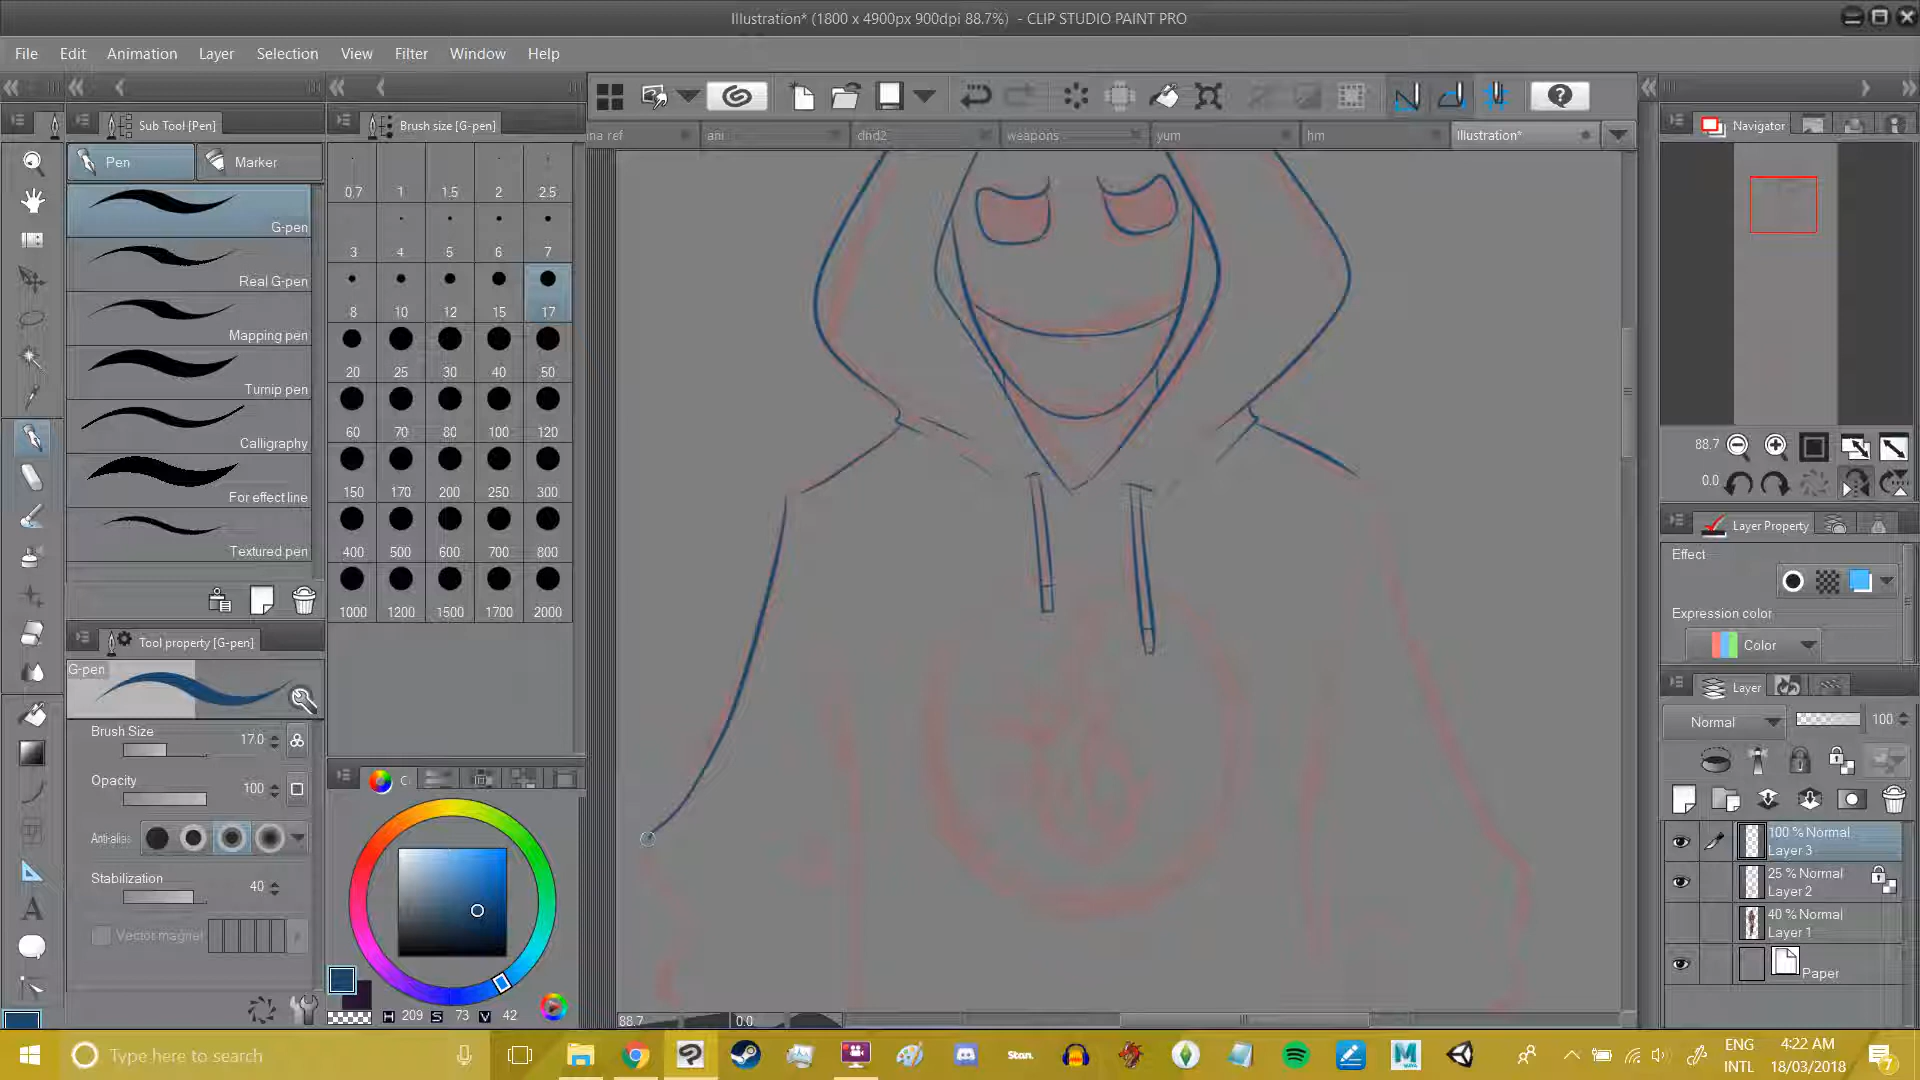 Illustration* (1800 x 4900px 900dpi 88.7%) - CLIP STUDIO PAINT PRO
File Edit Animation Layer Selection View Filter Window Help
Sub Tool [Pen]
Brush size [G-pen]
na ref
ani
dnd2
weapons
yum
hm
Illustration*
Navigator
Pen
Marker
G-pen
Real G-pen
Mapping pen
Turnip pen
Calligraphy
For effect line
Textured pen
0.7 1 1.5 2 2.5
3 4 5 6 7
8 10 12 15 17
20 25 30 40 50
60 70 80 100 120
150 170 200 250 300
400 500 600 700 800
1000 1200 1500 1700 2000
Tool property [G-pen]
G-pen
Brush Size 17.0
Opacity 100
Anti-alias
Stabilization 40
Vector magnet
C
H 209 S 73 V 42
88.7 0.0
88.7
0.0
Layer Property
Effect
Expression color
Color
Layer
Normal 100
100 % Normal
Layer 3
25 % Normal
Layer 2
40 % Normal
Layer 1
Paper
Type here to search
Stan.
ENG
INTL
4:22 AM
18/03/2018
7